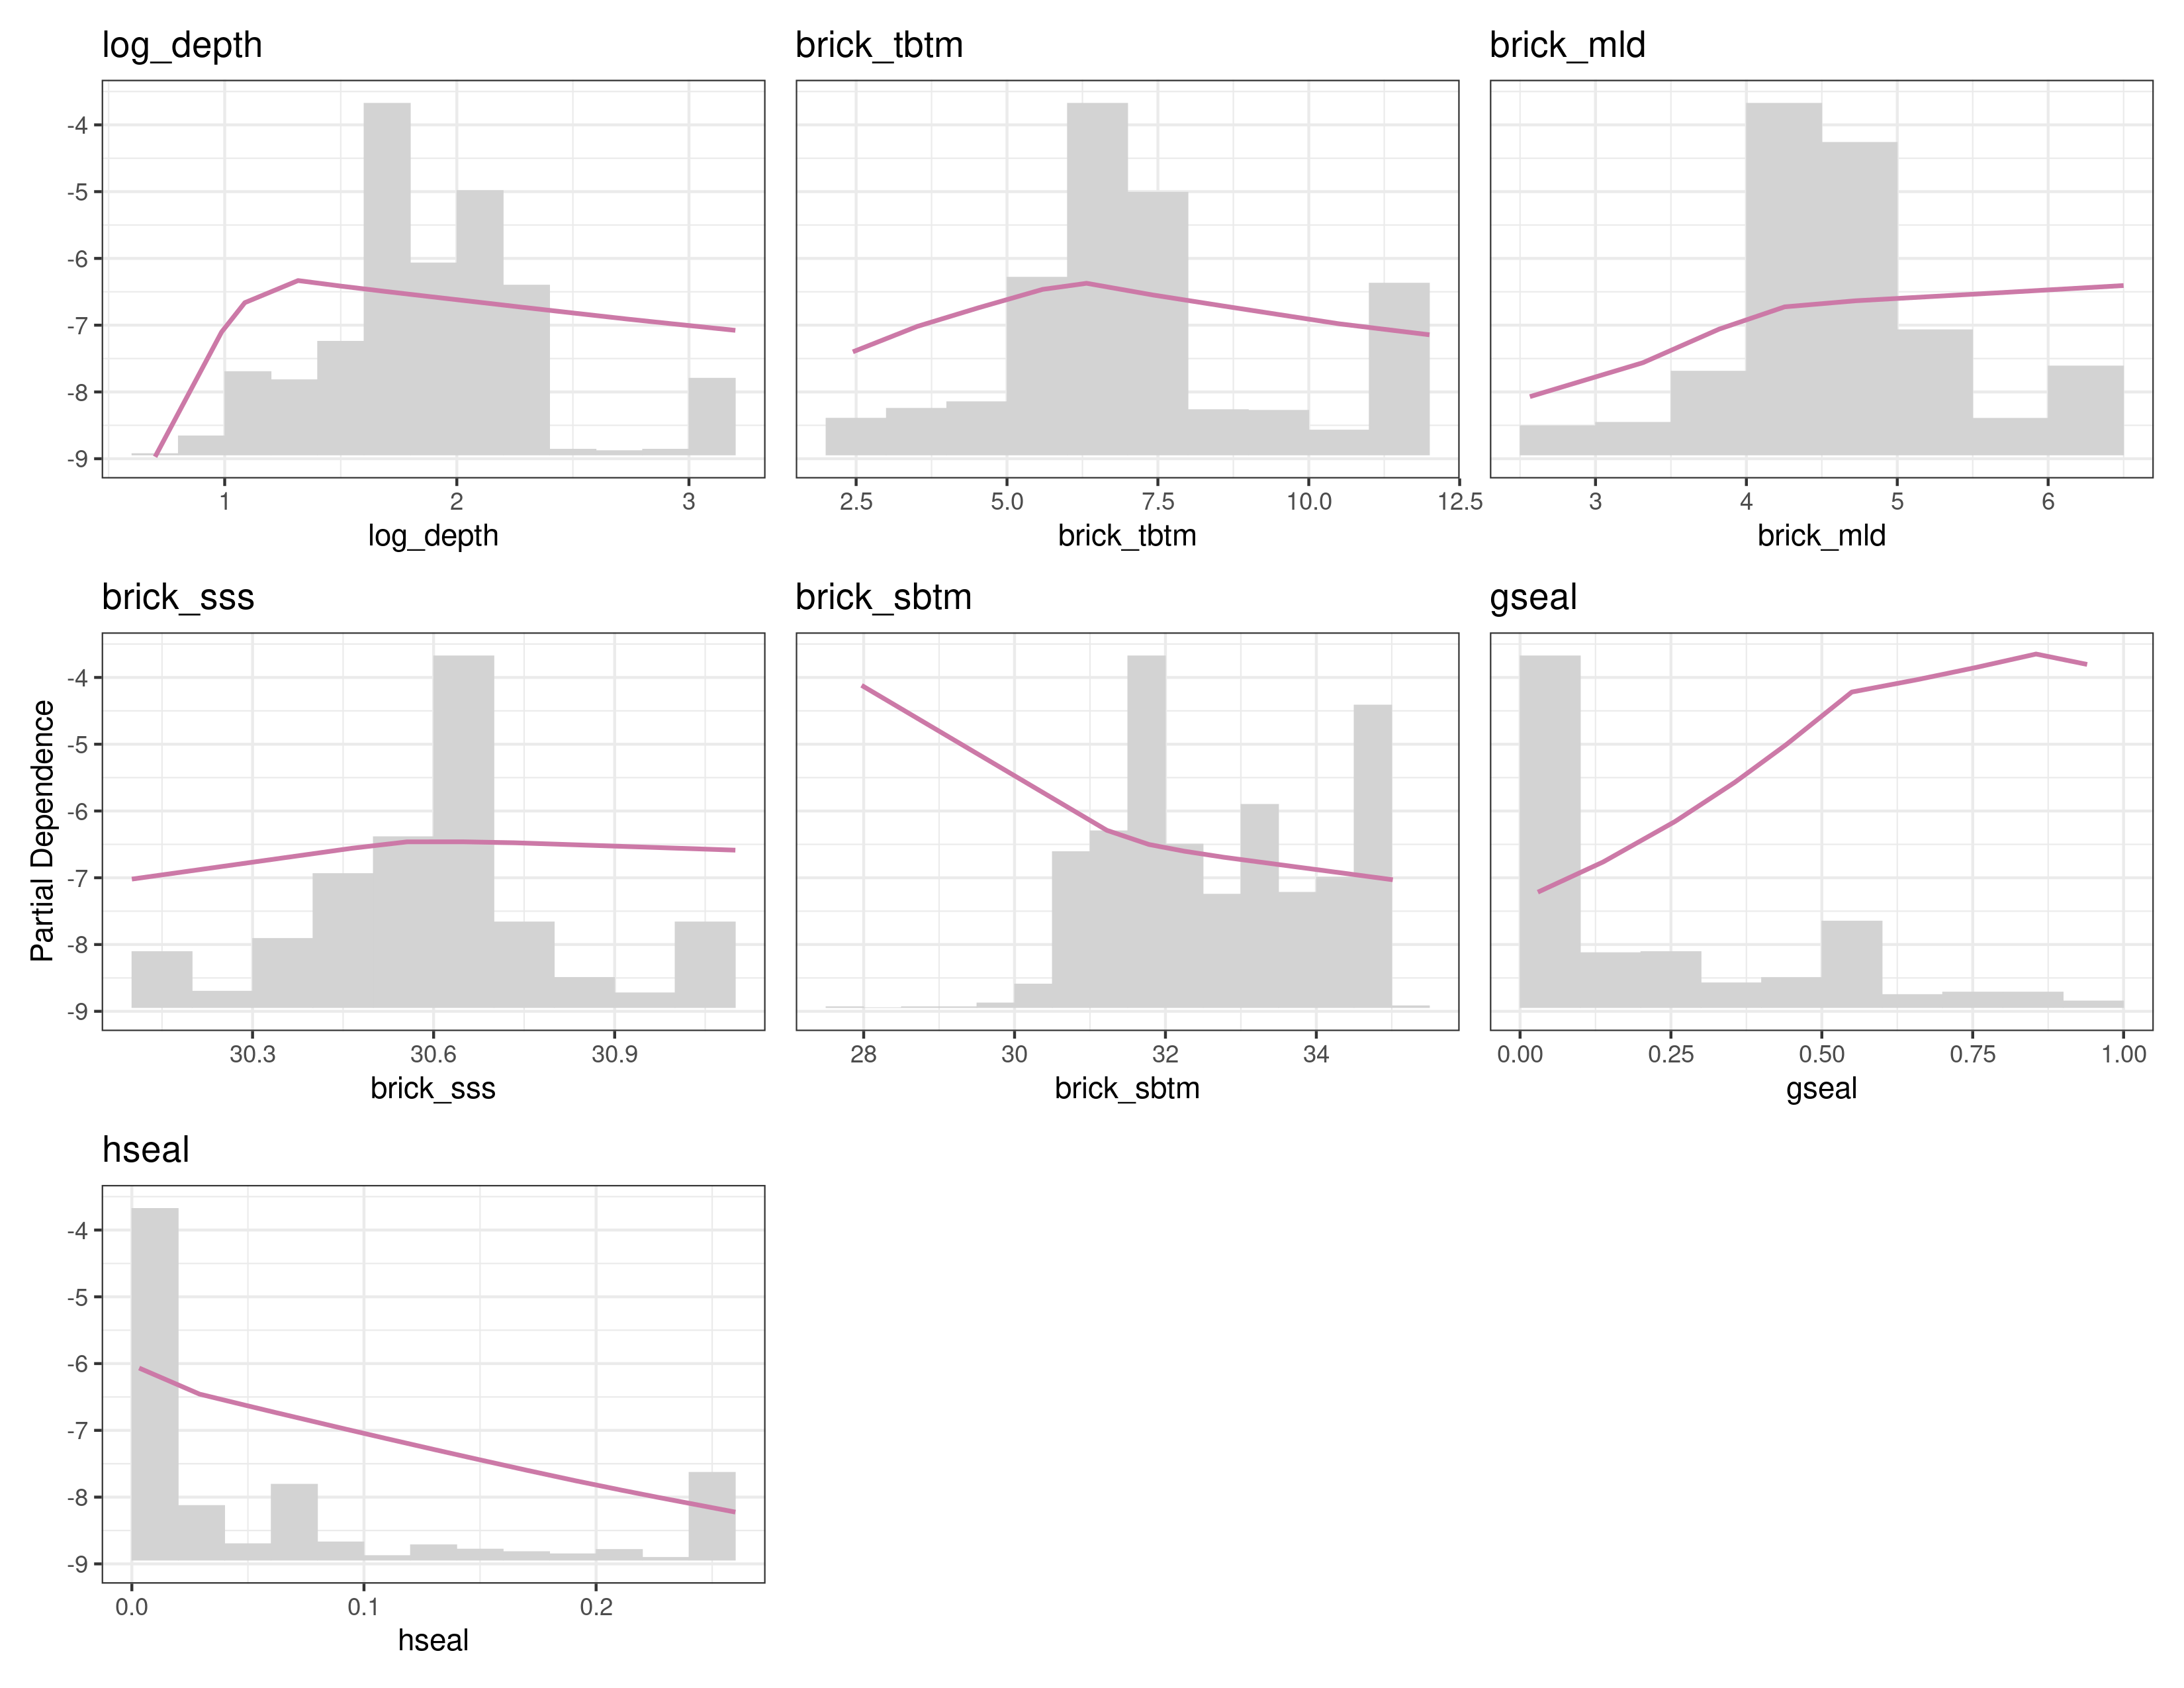 log_depth
brick_tbtm
brick_mld
-4
-5
-6
-7
-8
-9
1 2 3
2.5 5.0 7.5 10.0 12.5
3 4 5 6
log_depth
brick_tbtm
brick_mld
brick_sss
brick_sbtm
gseal
Partial Dependence
-4
-5
-6
-7
-8
-9
30.3 30.6 30.9
28 30 32 34
0.00 0.25 0.50 0.75 1.00
brick_sss
brick_sbtm
gseal
hseal
-4
-5
-6
-7
-8
-9
0.0 0.1 0.2
hseal